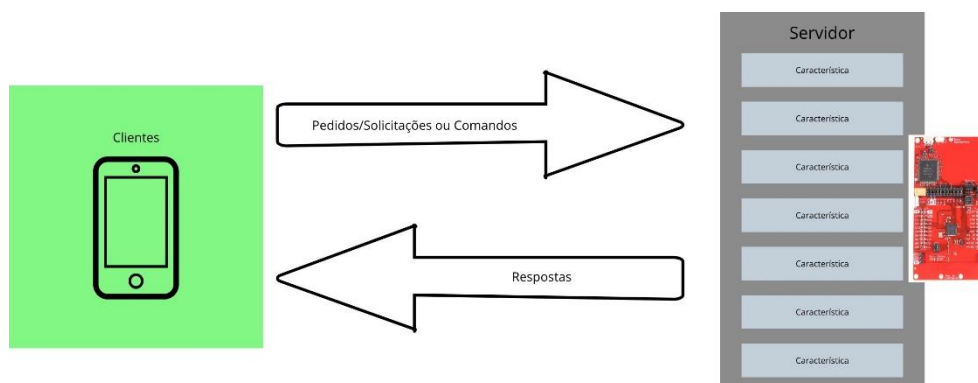 Servidor
Característica
Característica
Característica
Característica
Característica
Característica
Característica
Clientes
Pedidos/Solicitações ou Comandos
Respostas